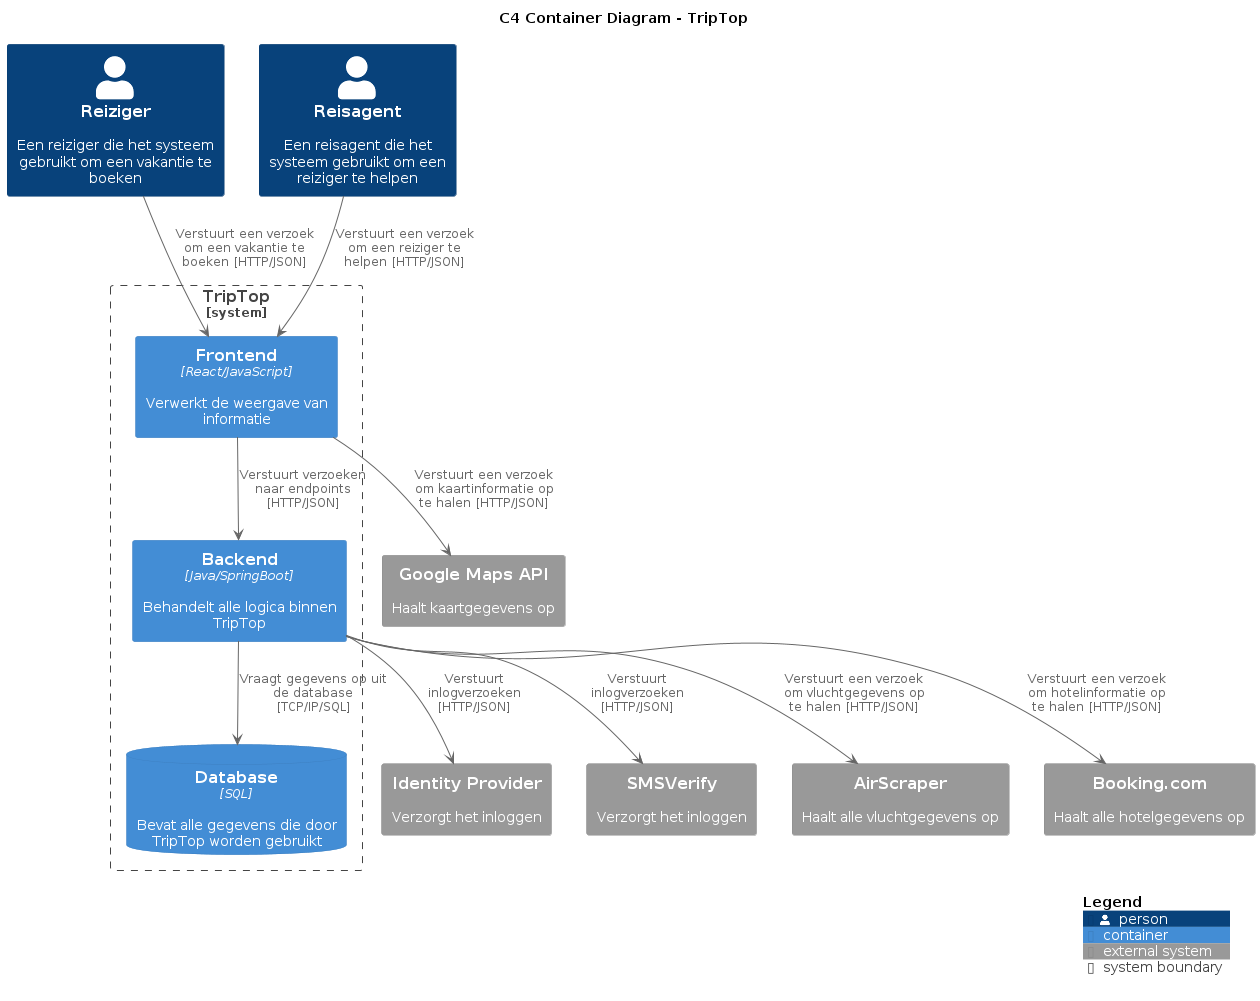 C4 Container Diagram - TripTop
Reiziger
Een reiziger die het systeem
gebruikt om een vakantie te
boeken
Reisagent
Een reisagent die het
systeem gebruikt om een
reiziger te helpen
Verstuurt een verzoek
om een vakantie te
boeken [HTTP/JSON]
Verstuurt een verzoek
om een reiziger te
helpen [HTTP/JSON]
TripTop
[system]
Frontend
[React/JavaScript]
Verwerkt de weergave van
informatie
Verstuurt verzoeken
naar endpoints
[HTTP/JSON]
Verstuurt een verzoek
om kaartinformatie op
te halen [HTTP/JSON]
Backend
[Java/SpringBoot]
Behandelt alle logica binnen
TripTop
Google Maps API
Haalt kaartgegevens op
Vraagt gegevens op uit
de database
[TCP/IP/SQL]
Verstuurt
inlogverzoeken
[HTTP/JSON]
Verstuurt
inlogverzoeken
[HTTP/JSON]
Verstuurt een verzoek
om vluchtgegevens op
te halen [HTTP/JSON]
Verstuurt een verzoek
om hotelinformatie op
te halen [HTTP/JSON]
Database
[SQL]
Bevat alle gegevens die door
TripTop worden gebruikt
Identity Provider
Verzorgt het inloggen
SMSVerify
Verzorgt het inloggen
AirScraper
Haalt alle vluchtgegevens op
Booking.com
Haalt alle hotelgegevens op
Legend
person
container
external system
system boundary